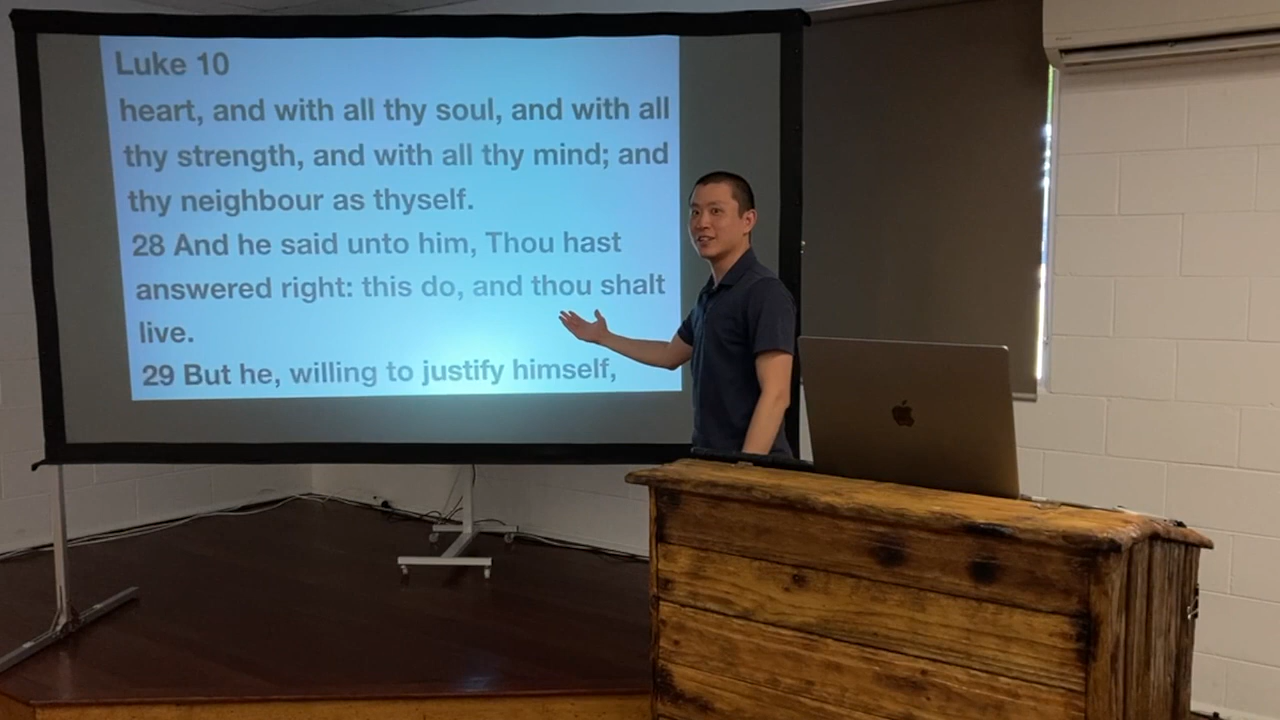 Luke 10
heart, and with all thy soul, and with all
thy strength, and with all thy mind; and
thy neighbour as thyself.
28 And he said unto him, Thou hast
answered right: this do, and thou shalt
live.
29 But he, willing to justify himself,